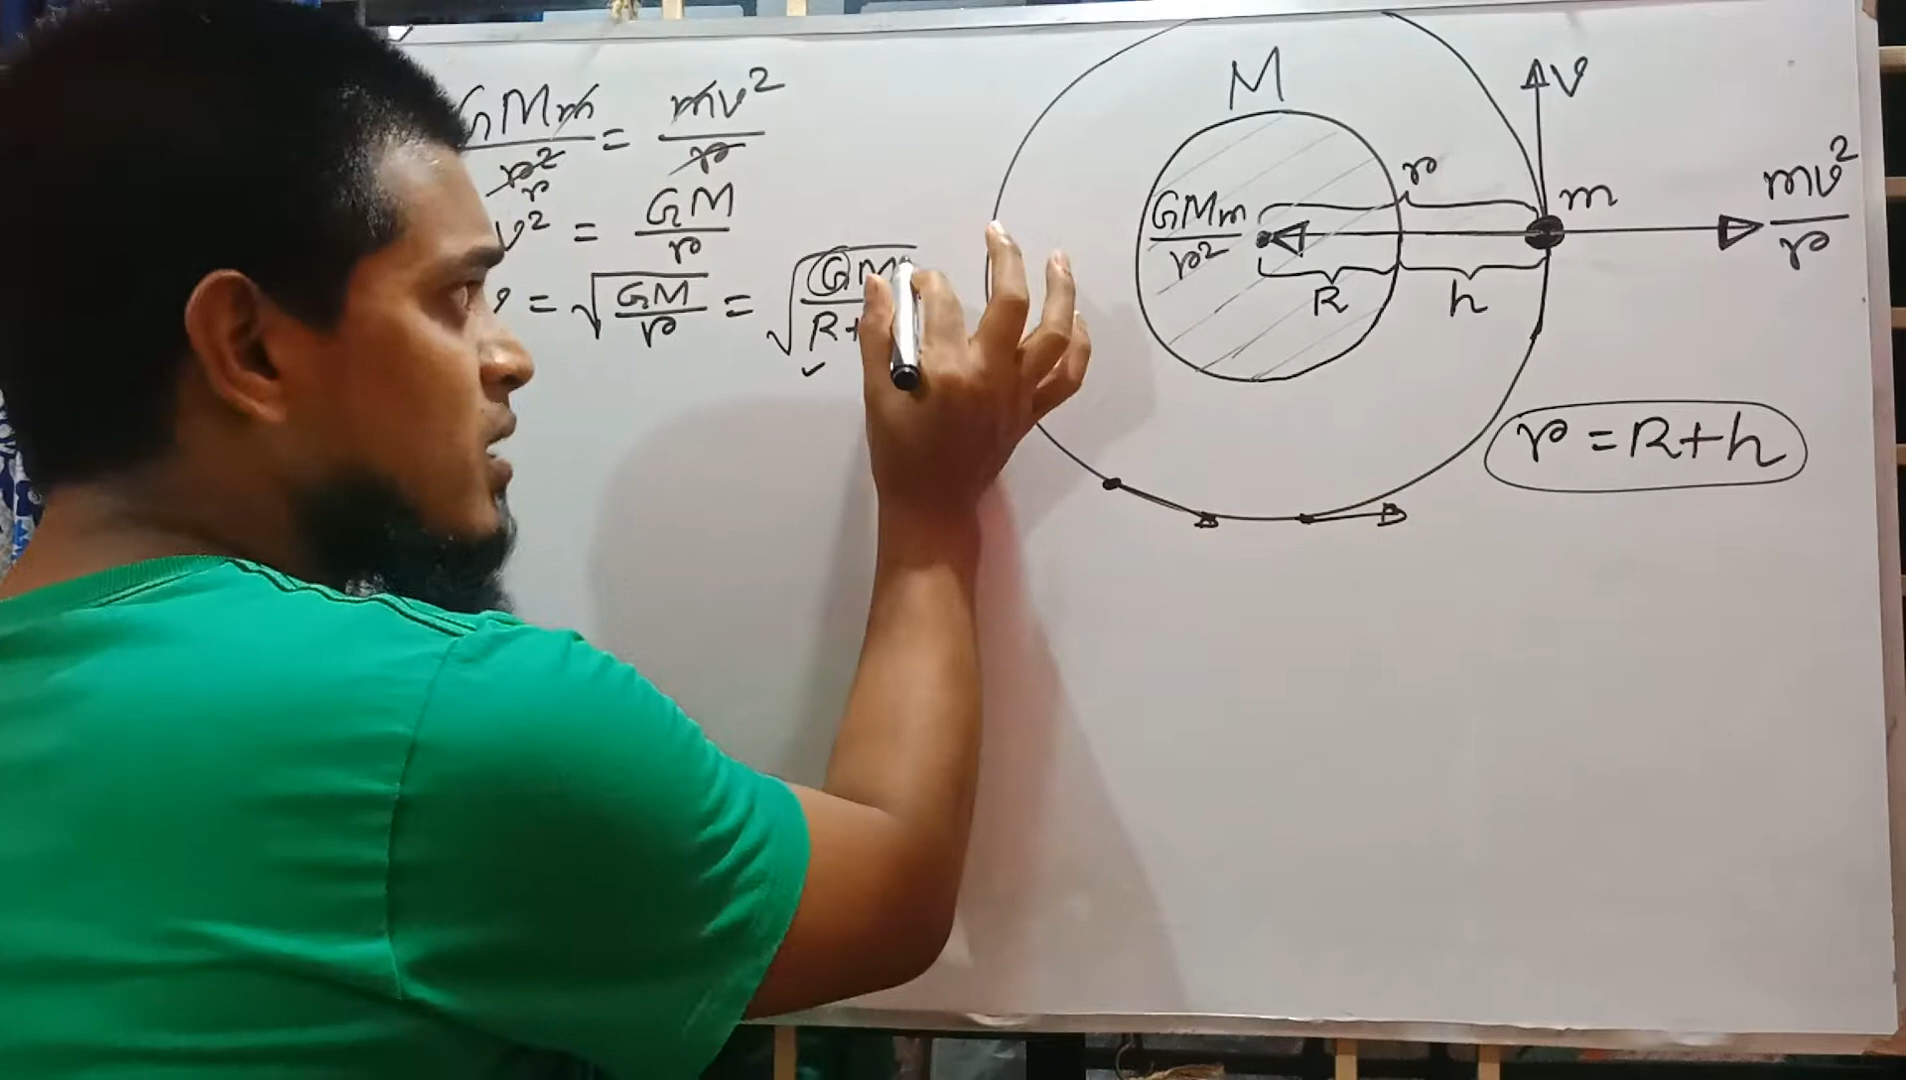 GMm/r² = mv²/r
r
v² = GM/r
v = √(GM/r) = √(GM/R+
M
v
r
m
mv²/r
GMm/r²
R
h
r = R+h